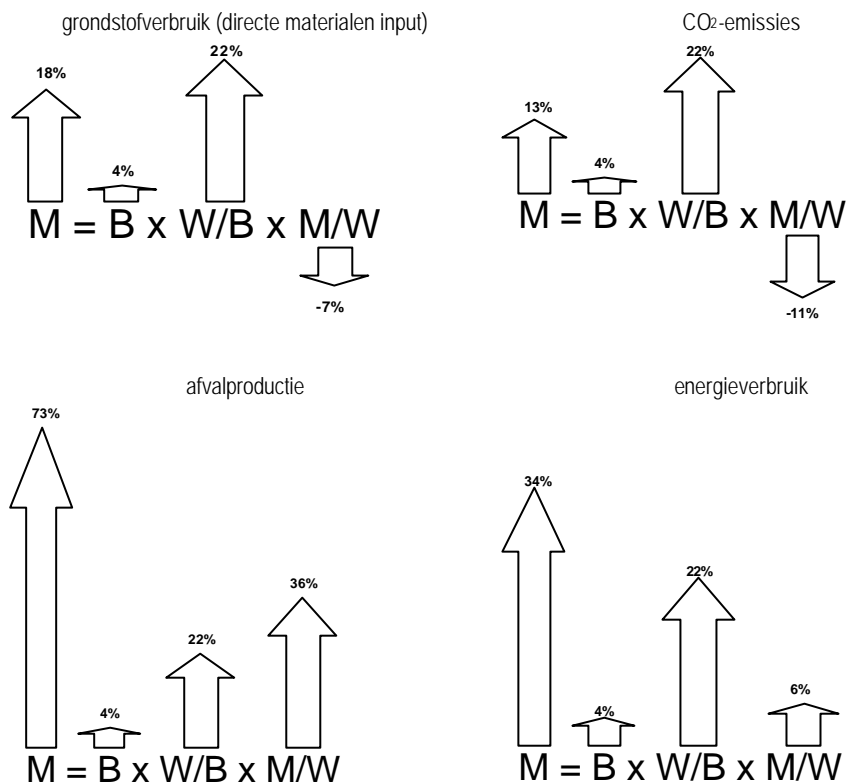 grondstofverbruik (directe materialen input)
18%
4%
22%
M = B x W/B x M/W
-7%
CO2-emissies
13%
4%
22%
M = B x W/B x M/W
-11%
afvalproductie
73%
4%
22%
36%
M = B x W/B x M/W
energieverbruik
34%
4%
22%
6%
M = B x W/B x M/W